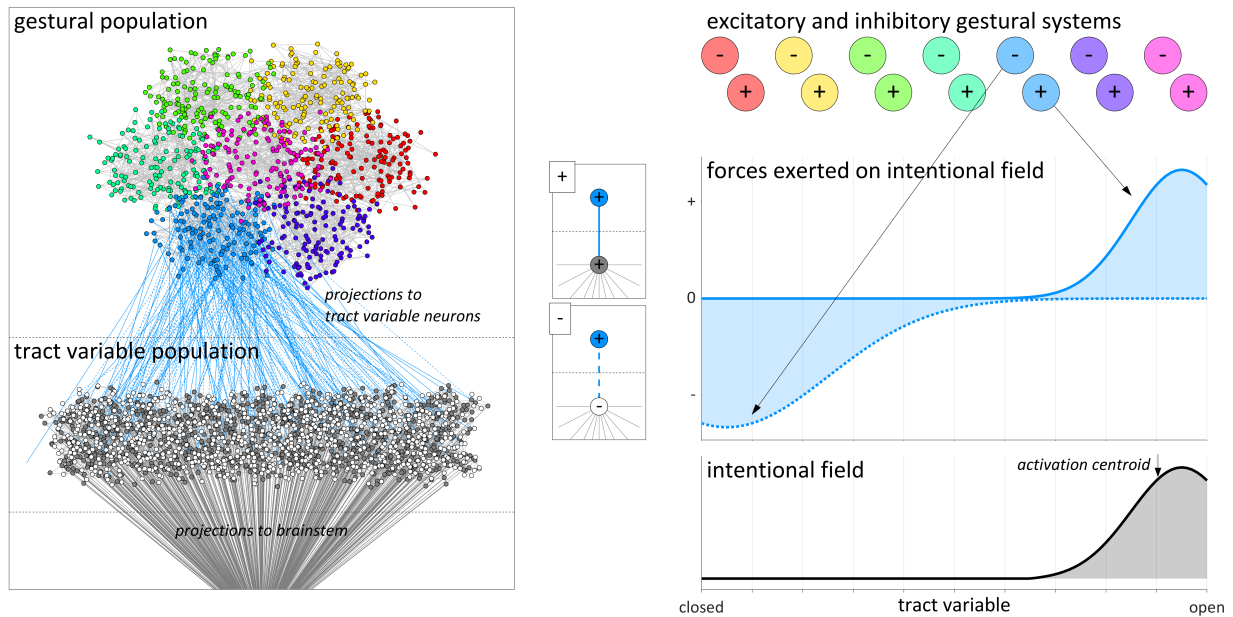 gestural population
projections to
tract variable neurons
tract variable population
projections to brainstem
+
+
+
-
+
-
excitatory and inhibitory gestural systems
- - - - - - -
+ + + + + + +
forces exerted on intentional field
+
0
-
intentional field
activation centroid
closed tract variable open